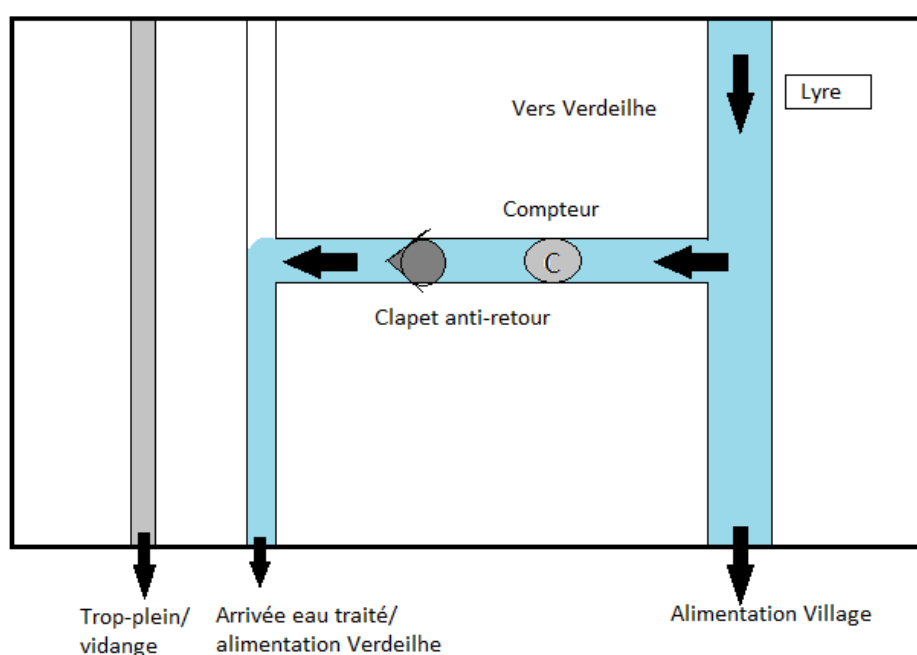 Lyre
Vers Verdeilhe
Compteur
C
Clapet anti-retour
Trop-plein/
vidange
Arrivée eau traité/
alimentation Verdeilhe
Alimentation Village